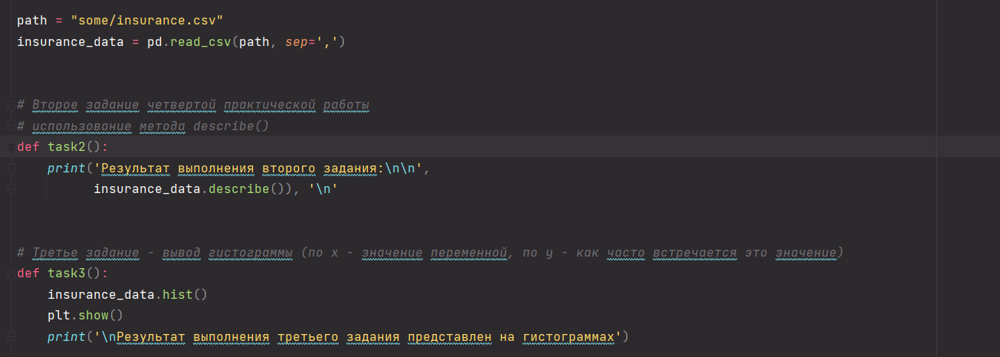 path = "some/insurance.csv"
insurance_data = pd.read_csv(path, sep=',')
# Второе задание четвертой практической работы
# использование метода describe()
def task2():
    print('Результат выполнения второго задания:\n\n',
          insurance_data.describe()), '\n'
# Третье задание - вывод гистограммы (по x - значение переменной, по y - как часто встречается это значение)
def task3():
    insurance_data.hist()
    plt.show()
    print('\nРезультат выполнения третьего задания представлен на гистограммах')